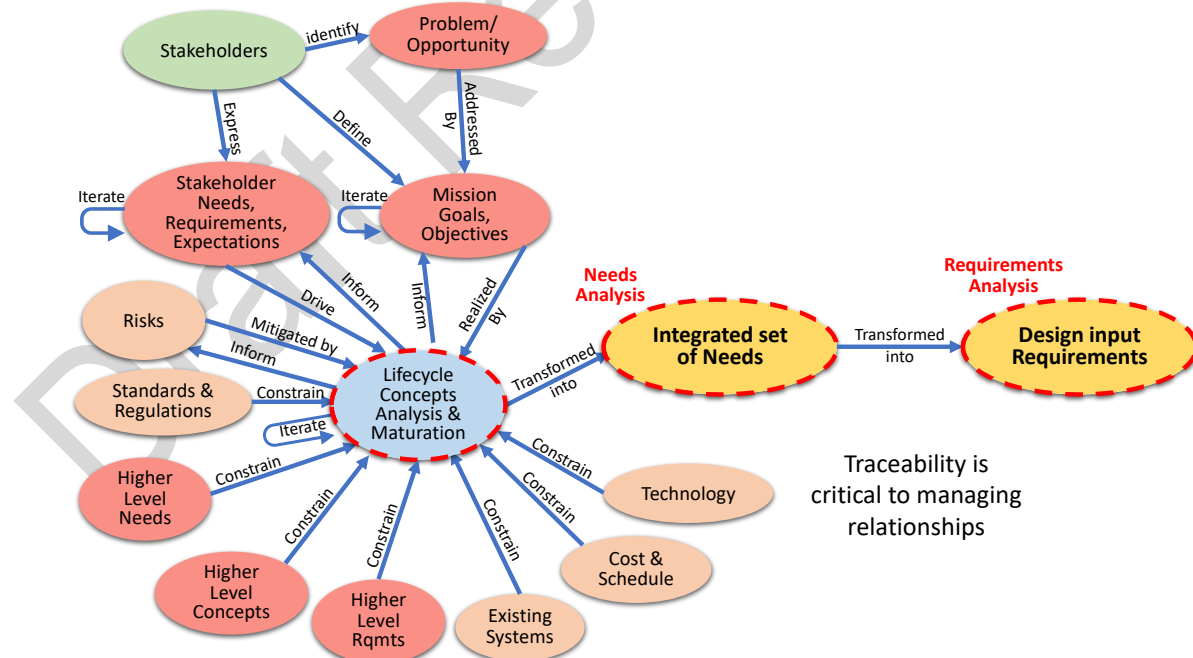 identify
Problem/
Opportunity
Stakeholders
Express
Define
Addressed
By
Iterate
Stakeholder
Needs,
Requirements,
Expectations
Iterate
Mission
Goals,
Objectives
Drive
Inform
Inform
Realized
By
Needs
Analysis
Requirements
Analysis
Risks
Mitigated by
Inform
Integrated set
of Needs
Transformed
into
Design input
Requirements
Standards &
Regulations
Constrain
Lifecycle
Concepts
Analysis &
Maturation
Transformed
into
Iterate
Higher
Level
Needs
Constrain
Constrain
Technology
Traceability is
critical to managing
relationships
Higher
Level
Concepts
Constrain
Constrain
Higher
Level
Rqmts
Constrain
Existing
Systems
Constrain
Cost &
Schedule
Draft Re